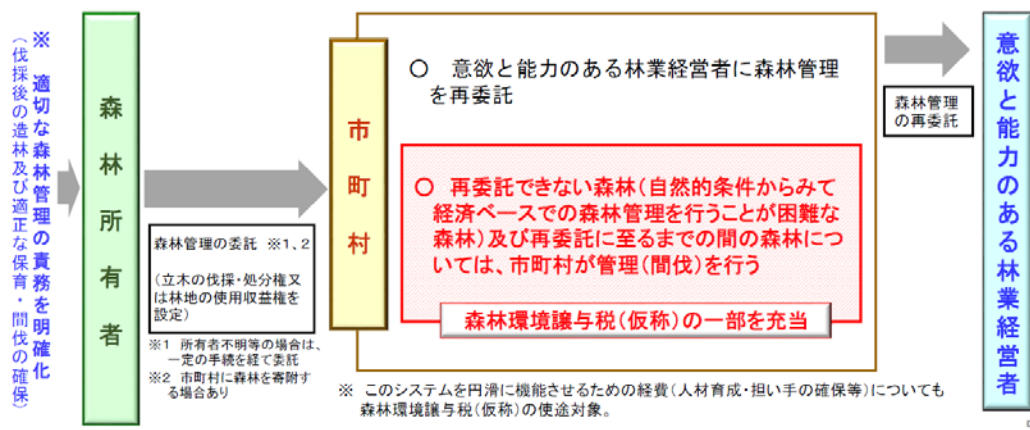 ※ 適切な森林管理の責務を明確化
(伐採後の造林及び適正な保育・間伐の確保)
森林所有者
森林管理の委託 ※1、2
(立木の伐採・処分権又
は林地の使用収益権を
設定)
※1 所有者不明等の場合は、
一定の手続を経て委託
※2 市町村に森林を寄附す
る場合あり
市町村
○ 意欲と能力のある林業経営者に森林管理
を再委託
○ 再委託できない森林(自然的条件からみて
経済ベースでの森林管理を行うことが困難な
森林)及び再委託に至るまでの間の森林につ
いては、市町村が管理(間伐)を行う
森林環境譲与税(仮称)の一部を充当
※ このシステムを円滑に機能させるための経費(人材育成・担い手の確保等)についても
森林環境譲与税(仮称)の使途対象。
森林管理
の再委託
意欲と能力のある林業経営者